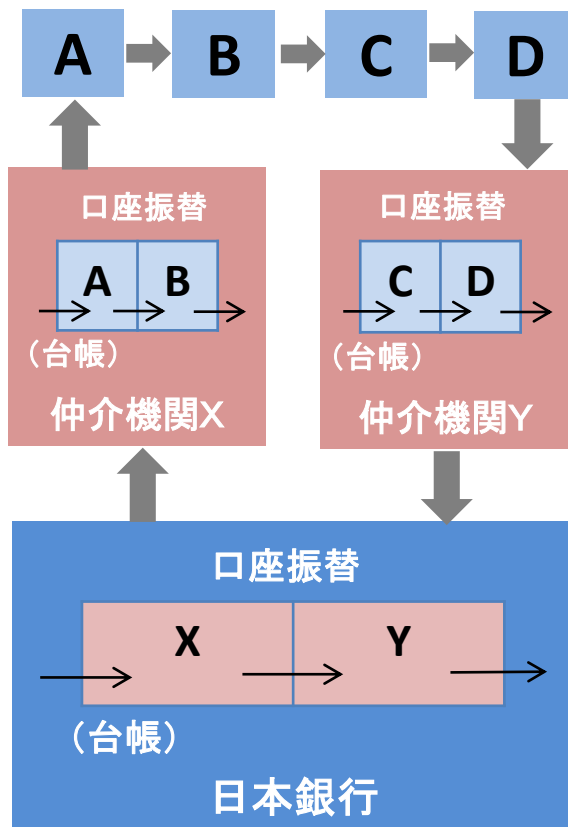 A B C D
口座振替
A B
（台帳）
仲介機関X
口座振替
C D
（台帳）
仲介機関Y
口座振替
X Y
（台帳）
日本銀行